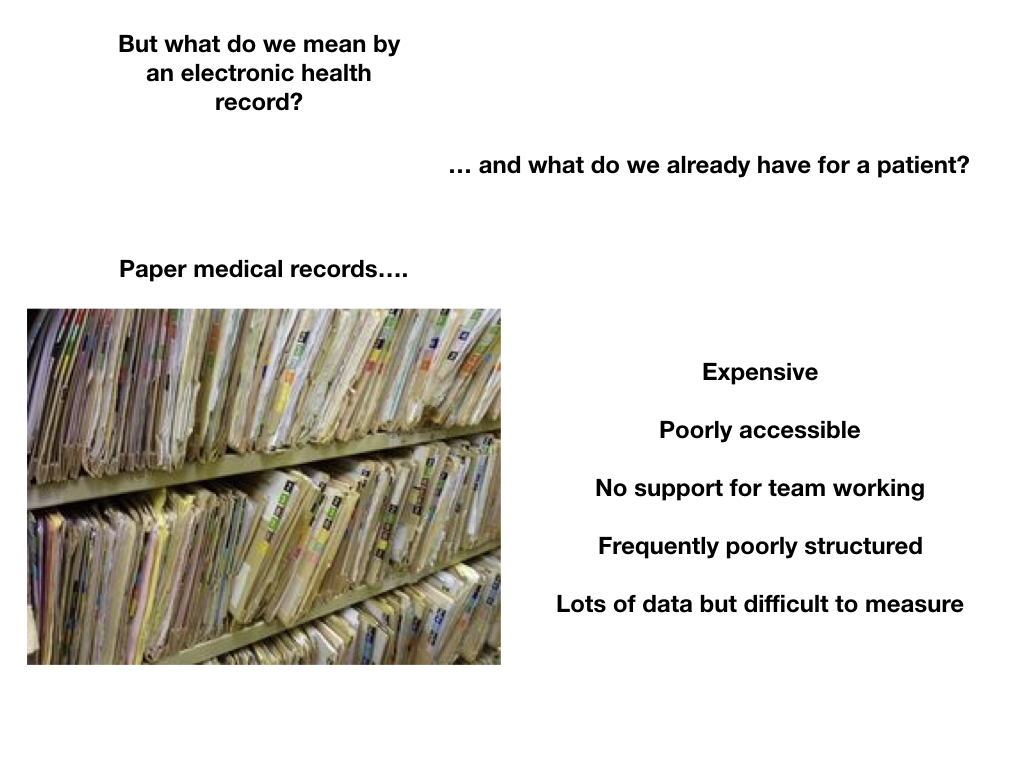 But what do we mean by
an electronic health
record?
… and what do we already have for a patient?
Paper medical records….
Expensive
Poorly accessible
No support for team working
Frequently poorly structured
Lots of data but difficult to measure